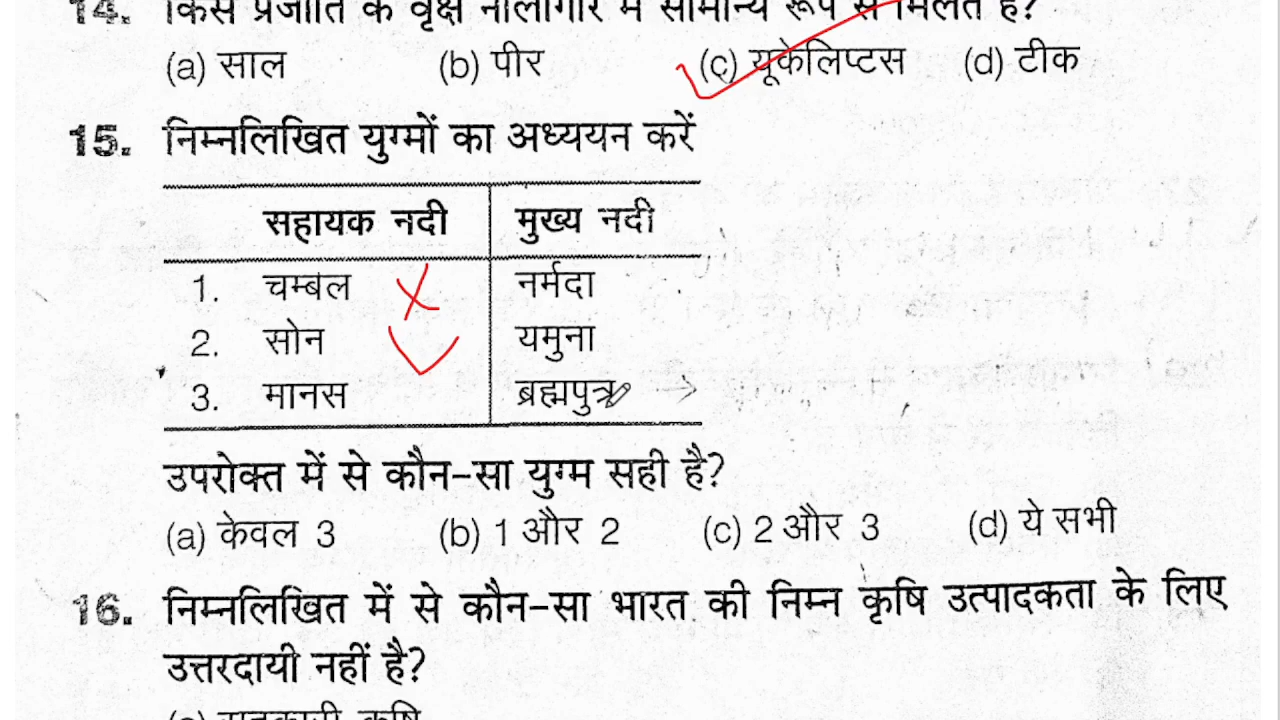 14. किस प्रजाति के वृक्ष नीलगिरि में सामान्य रूप से मिलते हैं?
(a) साल (b) पीर (c) यूकेलिप्टस (d) टीक
15. निम्नलिखित युग्मों का अध्ययन करें
सहायक नदी मुख्य नदी
1. चम्बल नर्मदा
2. सोन यमुना
3. मानस ब्रह्मपुत्र
उपरोक्त में से कौन-सा युग्म सही है?
(a) केवल 3 (b) 1 और 2 (c) 2 और 3 (d) ये सभी
16. निम्नलिखित में से कौन-सा भारत की निम्न कृषि उत्पादकता के लिए
उत्तरदायी नहीं है?
(a) सहकारी कृषि